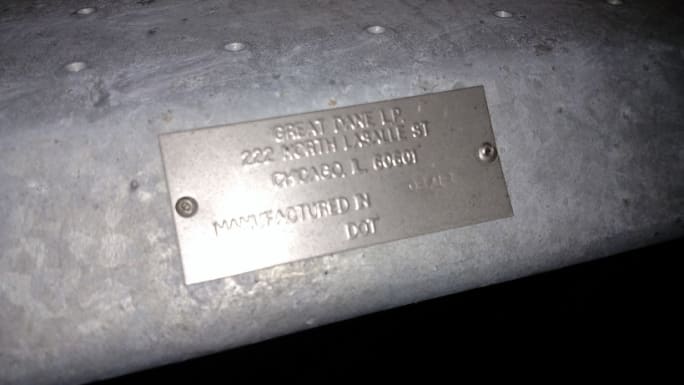 GREAT DANE L.P.
222 NORTH LASALLE ST
CHICAGO, IL 60601
MANUFACTURED IN
DOT